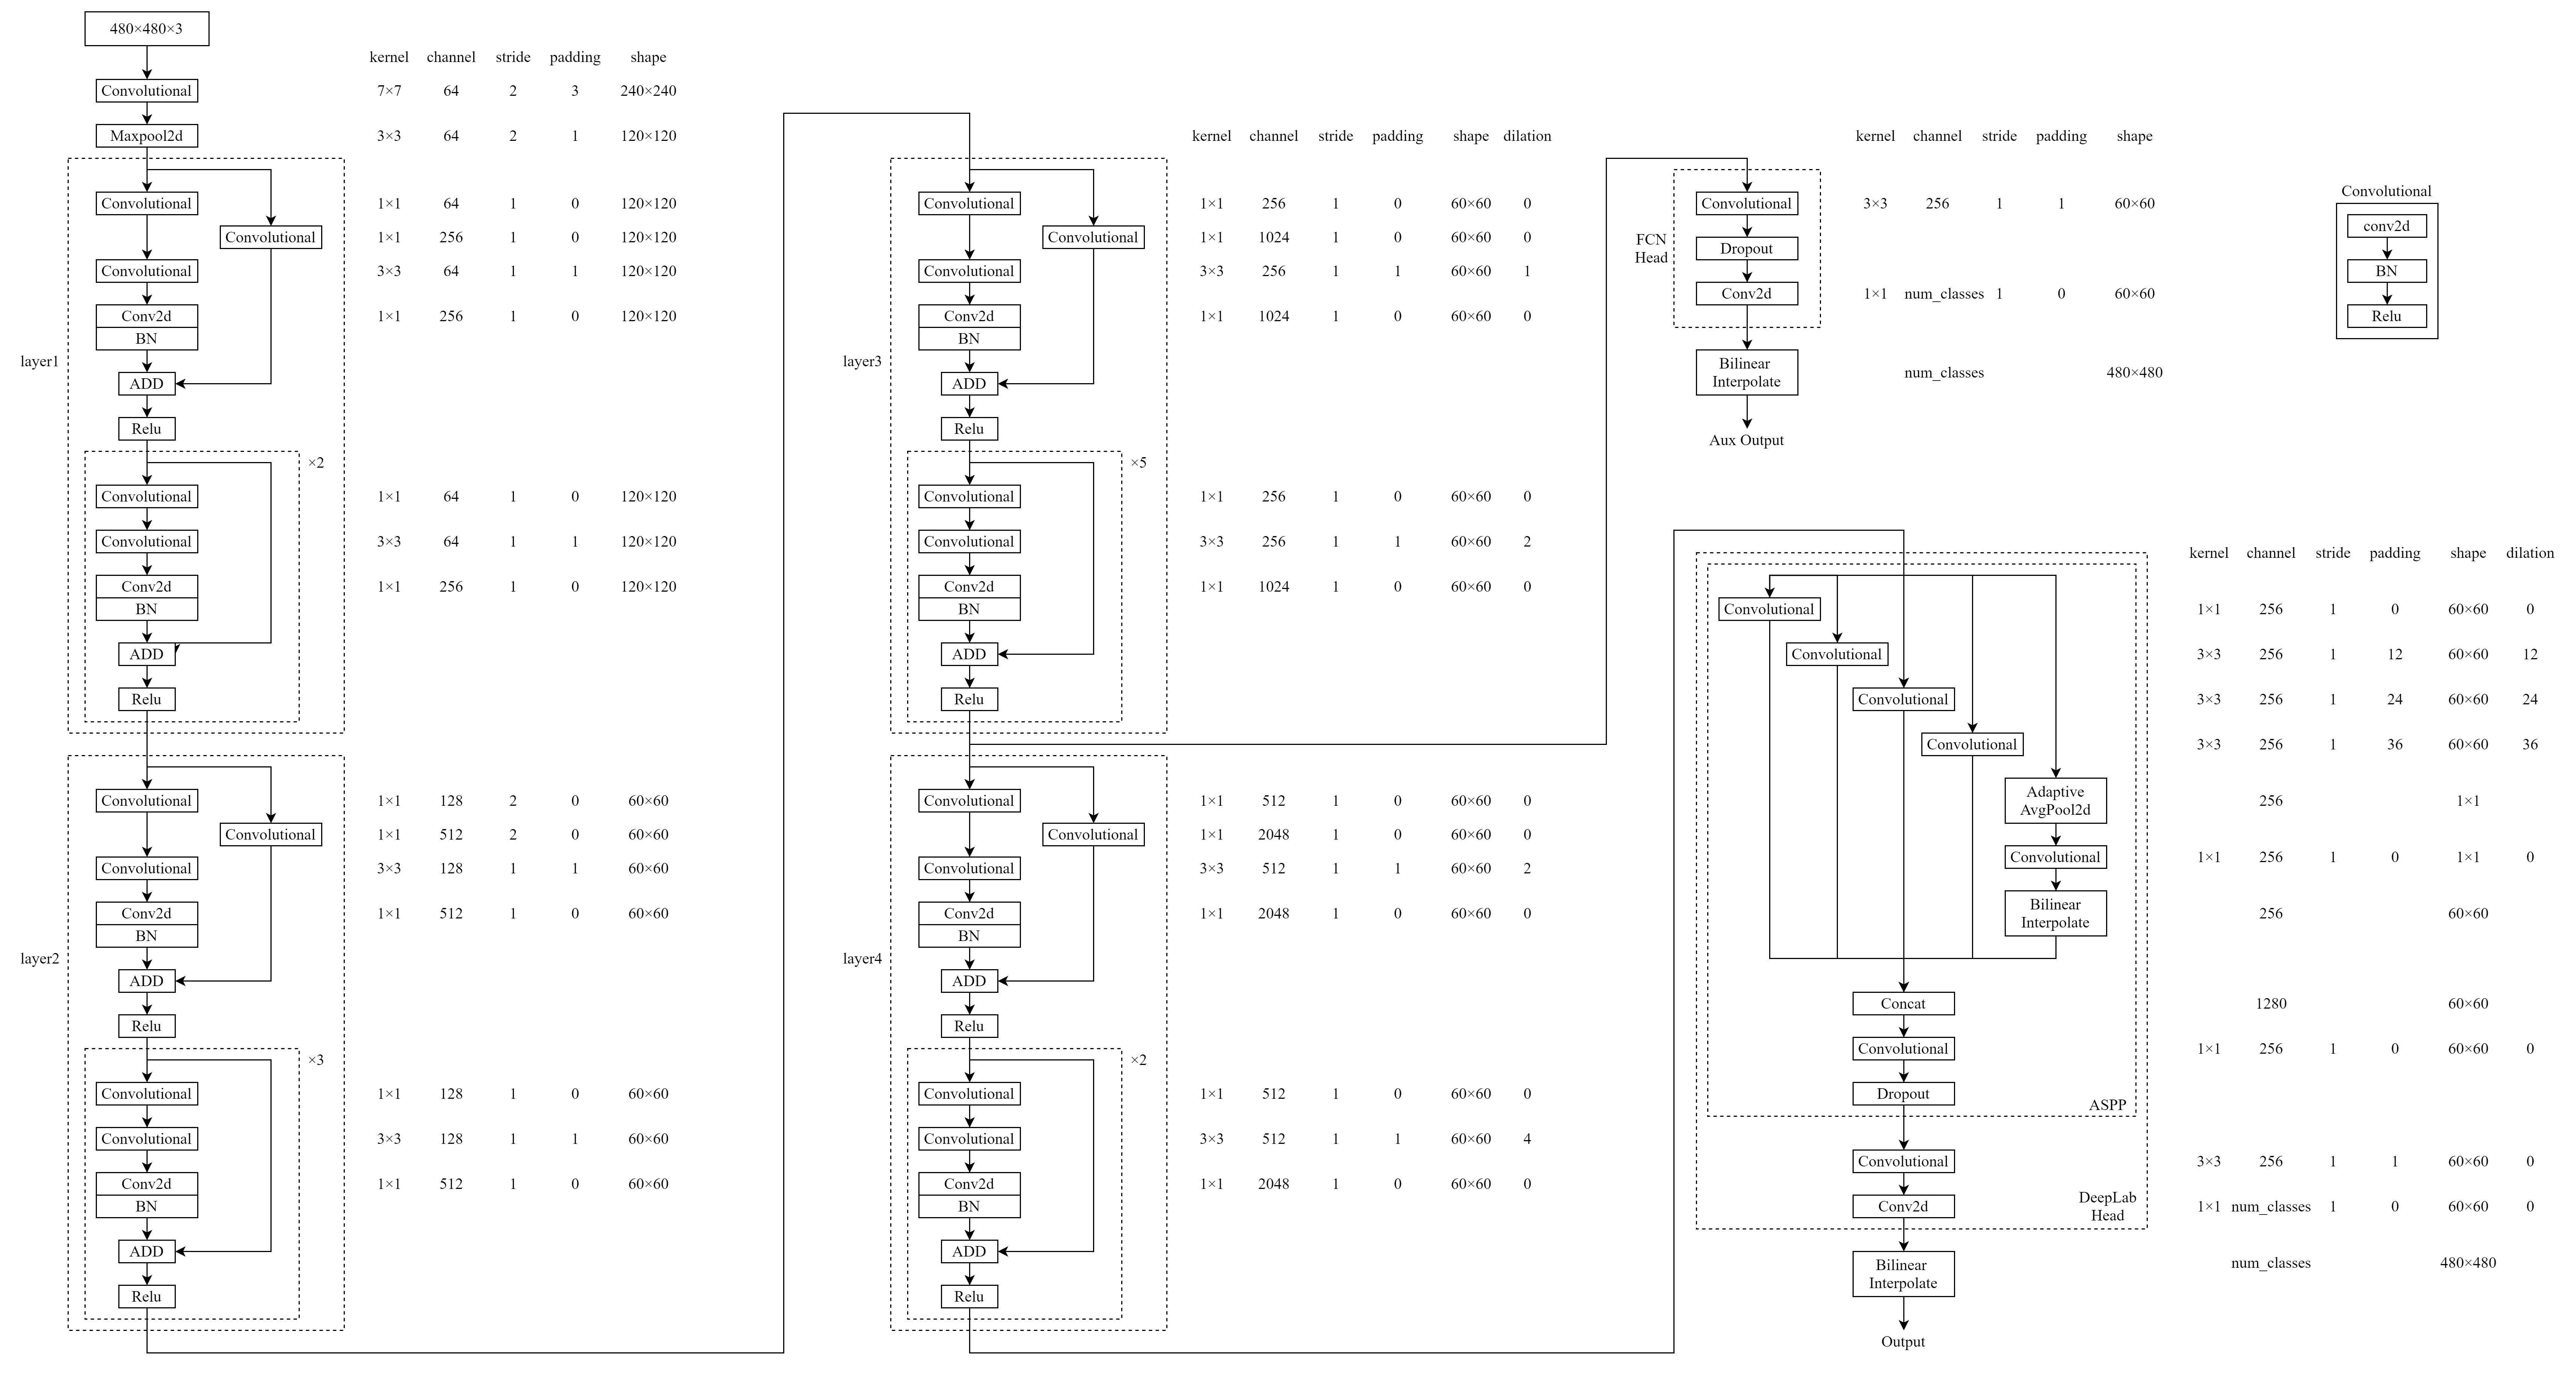 480×480×3
kernel channel stride padding shape
Convolutional 7×7 64 2 3 240×240
Maxpool2d 3×3 64 2 1 120×120
layer1
Convolutional 1×1 64 1 0 120×120
Convolutional 1×1 256 1 0 120×120
Convolutional 3×3 64 1 1 120×120
Conv2d 1×1 256 1 0 120×120
BN
ADD
Relu
×2
Convolutional 1×1 64 1 0 120×120
Convolutional 3×3 64 1 1 120×120
Conv2d 1×1 256 1 0 120×120
BN
ADD
Relu
layer2
Convolutional 1×1 128 2 0 60×60
Convolutional 1×1 512 2 0 60×60
Convolutional 3×3 128 1 1 60×60
Conv2d 1×1 512 1 0 60×60
BN
ADD
Relu
×3
Convolutional 1×1 128 1 0 60×60
Convolutional 3×3 128 1 1 60×60
Conv2d 1×1 512 1 0 60×60
BN
ADD
Relu
kernel channel stride padding shape dilation
layer3
Convolutional 1×1 256 1 0 60×60 0
Convolutional 1×1 1024 1 0 60×60 0
Convolutional 3×3 256 1 1 60×60 1
Conv2d 1×1 1024 1 0 60×60 0
BN
ADD
Relu
×5
Convolutional 1×1 256 1 0 60×60 0
Convolutional 3×3 256 1 1 60×60 2
Conv2d 1×1 1024 1 0 60×60 0
BN
ADD
Relu
layer4
Convolutional 1×1 512 1 0 60×60 0
Convolutional 1×1 2048 1 0 60×60 0
Convolutional 3×3 512 1 1 60×60 2
Conv2d 1×1 2048 1 0 60×60 0
BN
ADD
Relu
×2
Convolutional 1×1 512 1 0 60×60 0
Convolutional 3×3 512 1 1 60×60 4
Conv2d 1×1 2048 1 0 60×60 0
BN
ADD
Relu
kernel channel stride padding shape
FCN
Head
Convolutional 3×3 256 1 1 60×60
Dropout
Conv2d 1×1 num_classes 1 0 60×60
Bilinear
Interpolate num_classes 480×480
Aux Output
Convolutional
conv2d
BN
Relu
kernel channel stride padding shape dilation
Convolutional 1×1 256 1 0 60×60 0
Convolutional 3×3 256 1 12 60×60 12
Convolutional 3×3 256 1 24 60×60 24
Convolutional 3×3 256 1 36 60×60 36
Adaptive
AvgPool2d 256 1×1
Convolutional 1×1 256 1 0 1×1 0
Bilinear
Interpolate 256 60×60
Concat 1280 60×60
Convolutional 1×1 256 1 0 60×60 0
Dropout
ASPP
Convolutional 3×3 256 1 1 60×60 0
DeepLab
Head
Conv2d 1×1 num_classes 1 0 60×60 0
Bilinear
Interpolate num_classes 480×480
Output